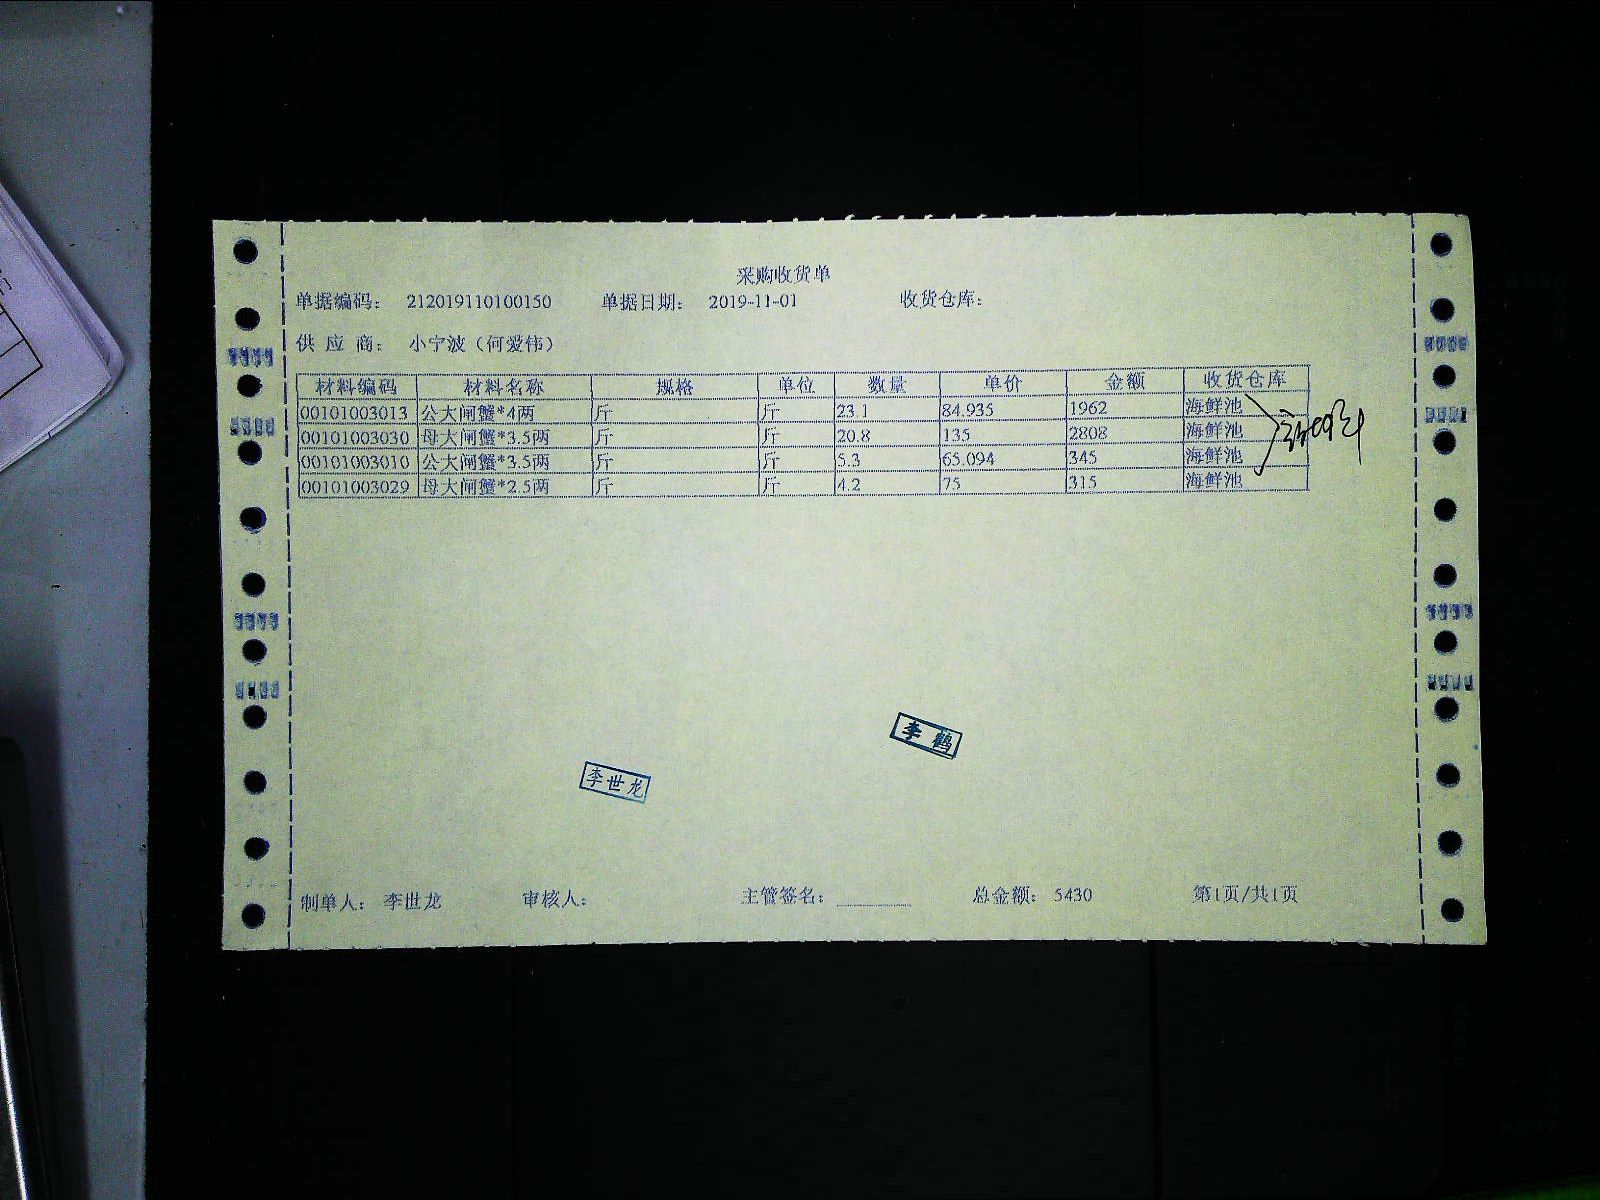 采购收货单
单据编码： 212019110100150 单据日期： 2019-11-01 收货仓库：
供 应 商： 小宁波（何爱伟）
材料编码 材料名称 规格 单位 数量 单价 金额 收货仓库
00101003013 公大闸蟹*4两 斤 斤 23.1 84.935 1962 海鲜池
00101003030 母大闸蟹*3.5两 斤 斤 20.8 135 2808 海鲜池
00101003010 公大闸蟹*3.5两 斤 斤 5.3 65.094 345 海鲜池
00101003029 母大闸蟹*2.5两 斤 斤 4.2 75 315 海鲜池
李鹤
李世龙
制单人： 李世龙 审核人： 主管签名： 总金额： 5430 第1页/共1页